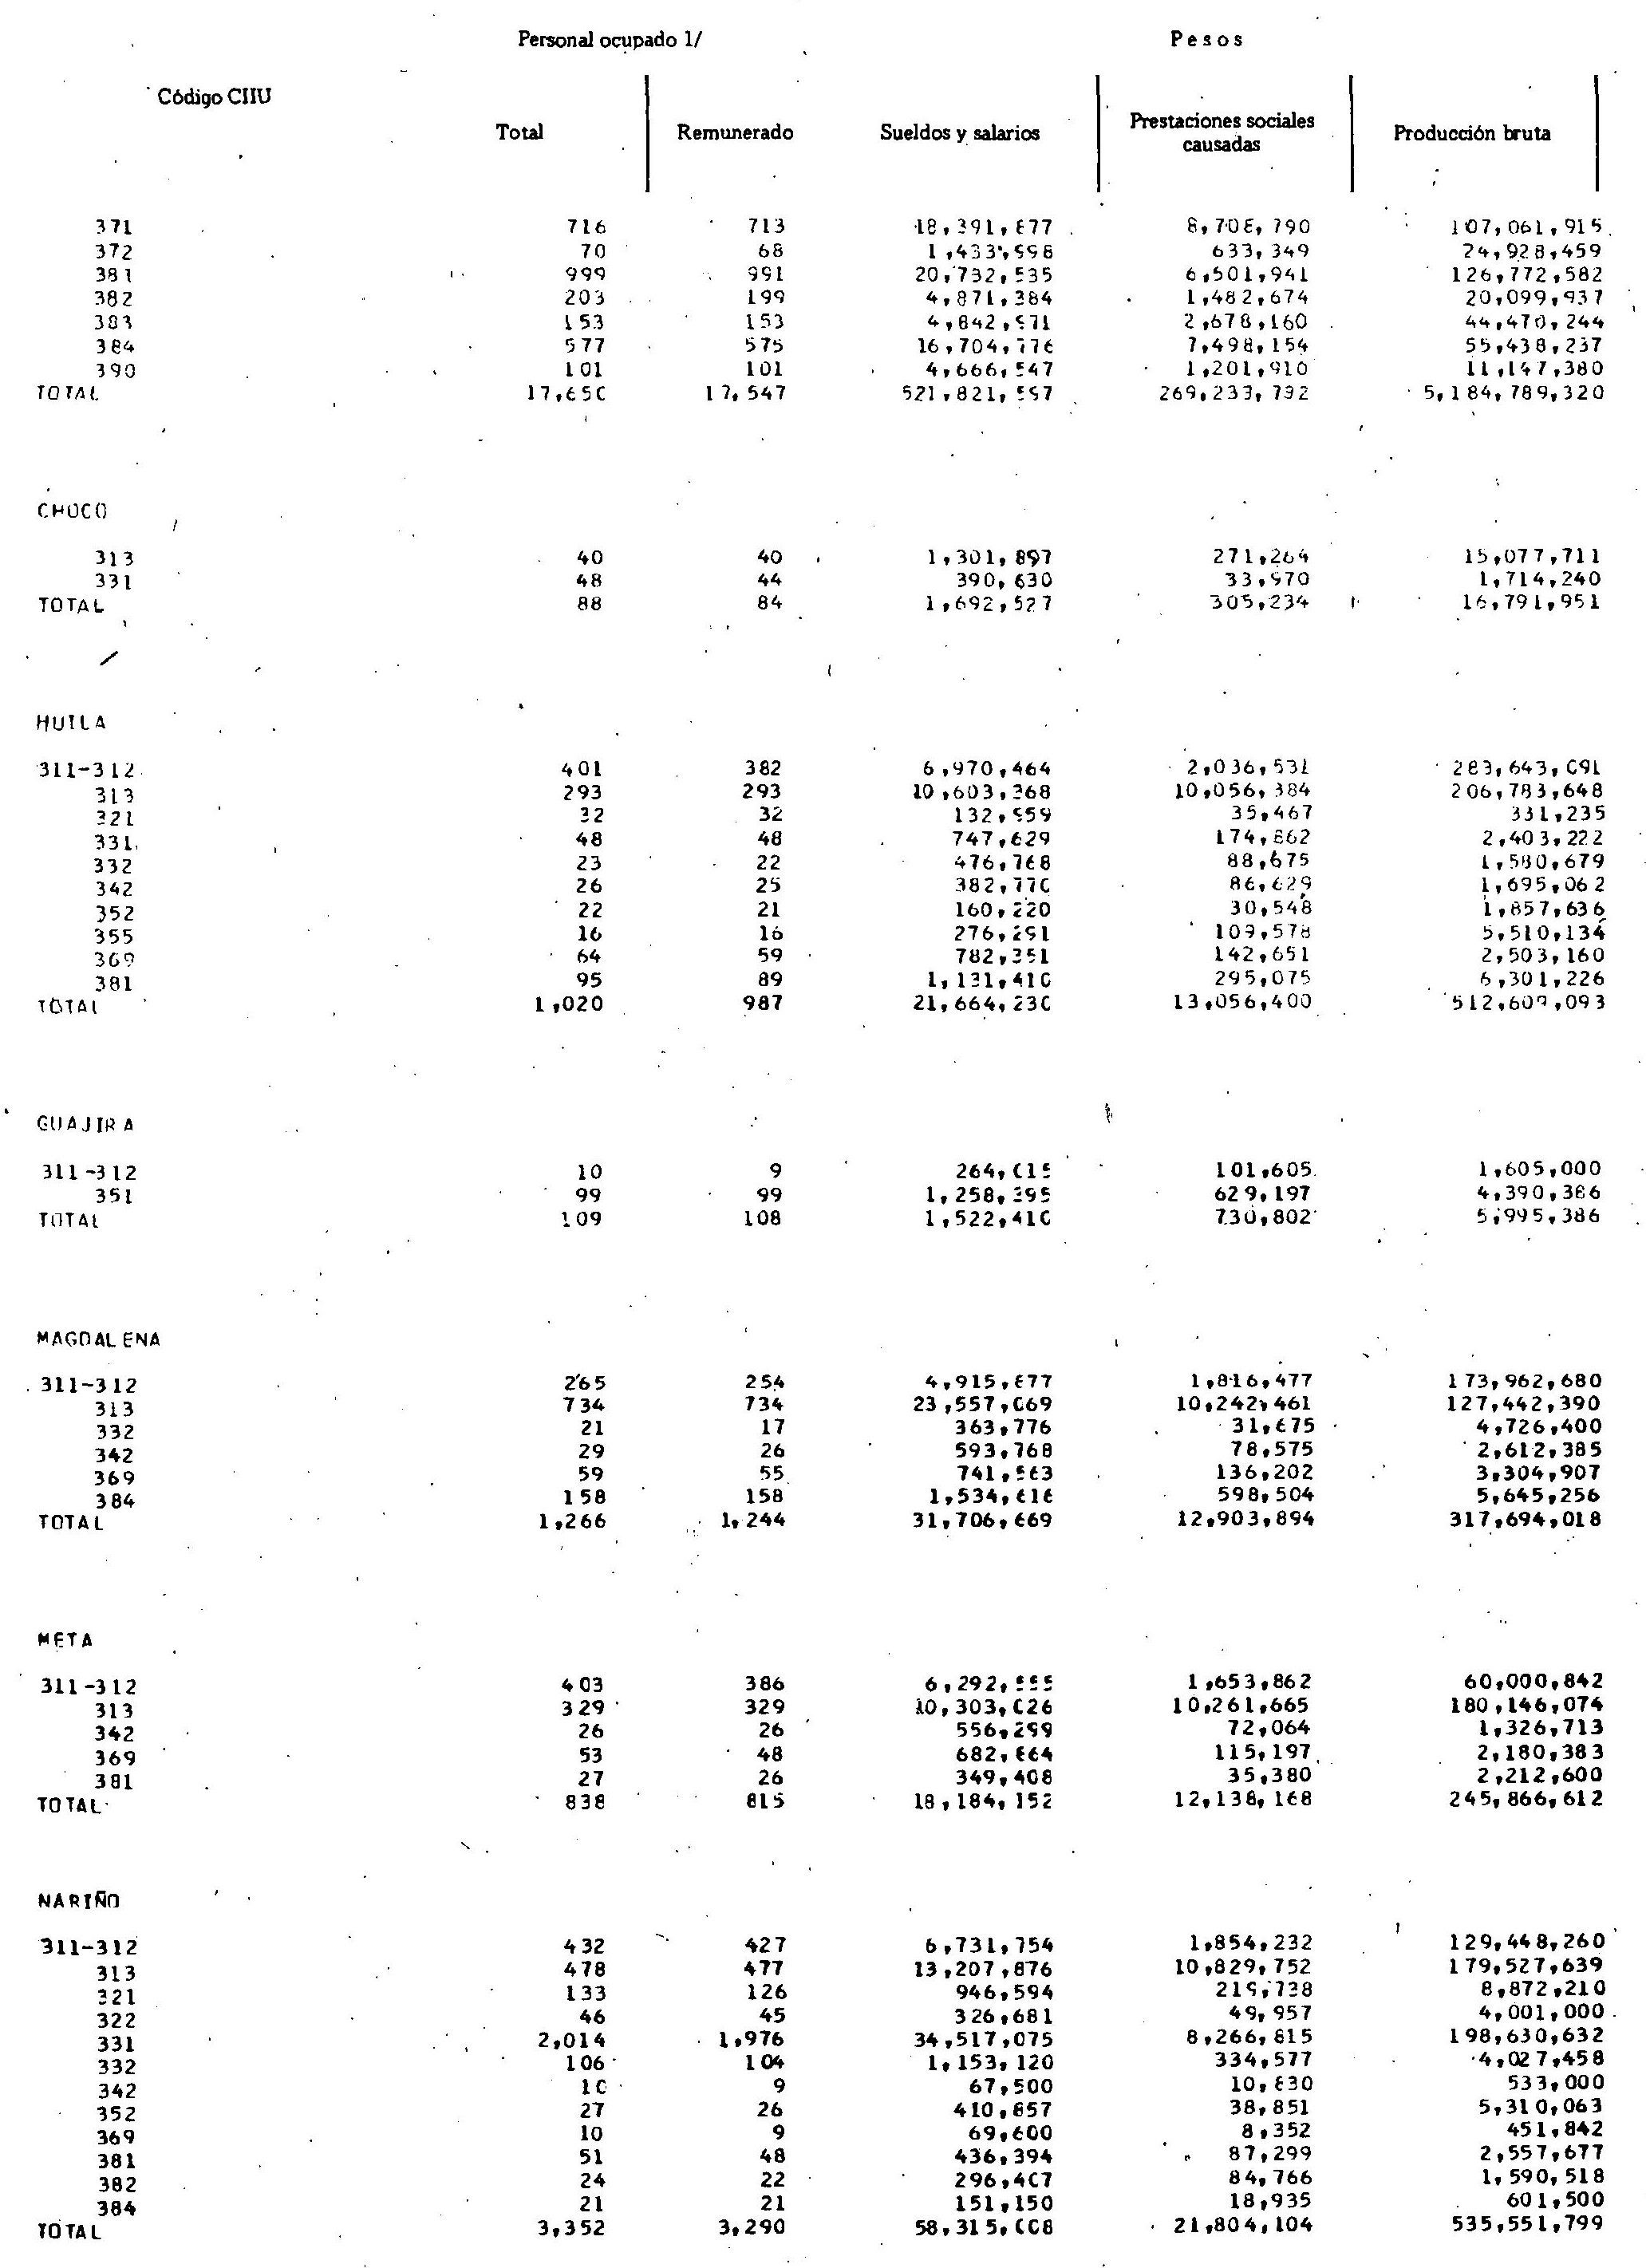 Personal ocupado 1/ Pesos
Código CIIU
Total Remunerado Sueldos y salarios Prestaciones sociales causadas Producción bruta
371 716 713 18,391,677 8,708,790 107,061,915
372 70 68 1,433,998 633,349 24,928,459
381 999 991 20,732,535 6,501,941 126,772,582
382 203 199 4,871,384 1,482,674 20,099,937
383 153 153 4,842,571 2,678,160 44,470,244
384 577 575 16,704,776 7,498,154 55,438,237
390 101 101 4,666,547 1,201,910 11,147,380
TOTAL 17,650 17,547 269,233,792 5,184,789,320
CHOCO
313 40 40 1,301,897 271,264 15,077,711
331 48 44 390,630 33,970 1,714,240
TOTAL 88 84 1,692,527 305,234 16,791,951
HUILA
311-312 401 382 6,970,464 2,036,531 283,643,091
313 293 293 10,603,368 10,056,384 206,783,648
321 32 32 132,959 35,467 331,235
331 48 48 747,629 174,862 2,403,222
332 23 22 476,768 88,675 1,580,679
342 26 25 382,770 86,629 1,695,062
352 22 21 160,220 30,548 1,857,636
355 16 16 276,291 109,578 5,510,134
369 64 59 782,351 142,651 2,503,160
381 95 89 1,131,410 295,075 6,301,226
TOTAL 1,020 987 21,664,230 13,056,400 512,609,093
GUAJIRA
311-312 10 9 264,015 101,605 1,605,000
351 99 99 1,258,395 629,197 4,390,386
TOTAL 109 108 1,522,410 730,802 5,995,386
MAGDALENA
311-312 265 254 4,915,877 1,816,477 173,962,680
313 734 734 23,557,069 10,242,461 127,442,390
332 21 17 363,776 31,675 4,726,400
342 29 26 593,768 78,575 2,612,385
369 59 55 741,563 136,202 3,304,907
384 158 158 1,534,616 598,504 5,645,256
TOTAL 1,266 1,244 31,706,669 12,903,894 317,694,018
META
311-312 403 386 6,292,555 1,653,862 60,000,842
313 329 329 10,303,026 10,261,665 180,146,074
342 26 26 556,299 72,064 1,326,713
369 53 48 682,864 115,197 2,180,383
381 27 26 349,408 35,380 2,212,600
TOTAL 838 815 18,184,152 12,138,168 245,866,612
NARIÑO
311-312 432 427 6,731,754 1,854,232 129,448,260
313 478 477 13,207,876 10,829,752 179,527,639
321 133 126 946,594 219,738 8,872,210
322 46 45 326,681 49,957 4,001,000
331 2,014 1,976 34,517,075 8,266,815 198,630,632
332 106 104 1,153,120 334,577 4,027,458
342 10 9 67,500 10,830 533,000
352 27 26 410,857 38,851 5,310,063
369 10 9 69,600 8,352 451,842
381 51 48 436,394 87,299 2,557,677
382 24 22 296,407 84,766 1,590,518
384 21 21 151,150 18,935 601,500
TOTAL 3,352 3,290 58,315,008 21,804,104 535,551,799